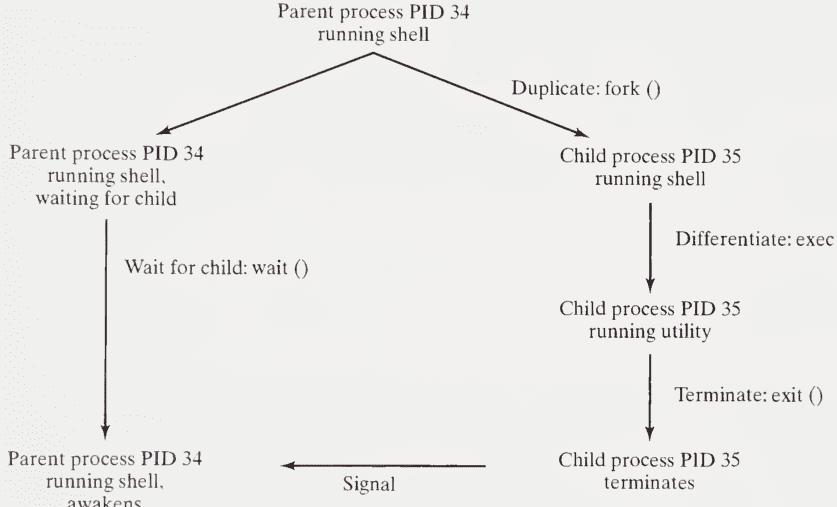 Parent process PID 34
running shell
Duplicate: fork ()
Parent process PID 34
running shell,
waiting for child
Child process PID 35
running shell
Differentiate: exec
Wait for child: wait ()
Child process PID 35
running utility
Terminate: exit ()
Parent process PID 34
running shell,
awakens
Signal
Child process PID 35
terminates